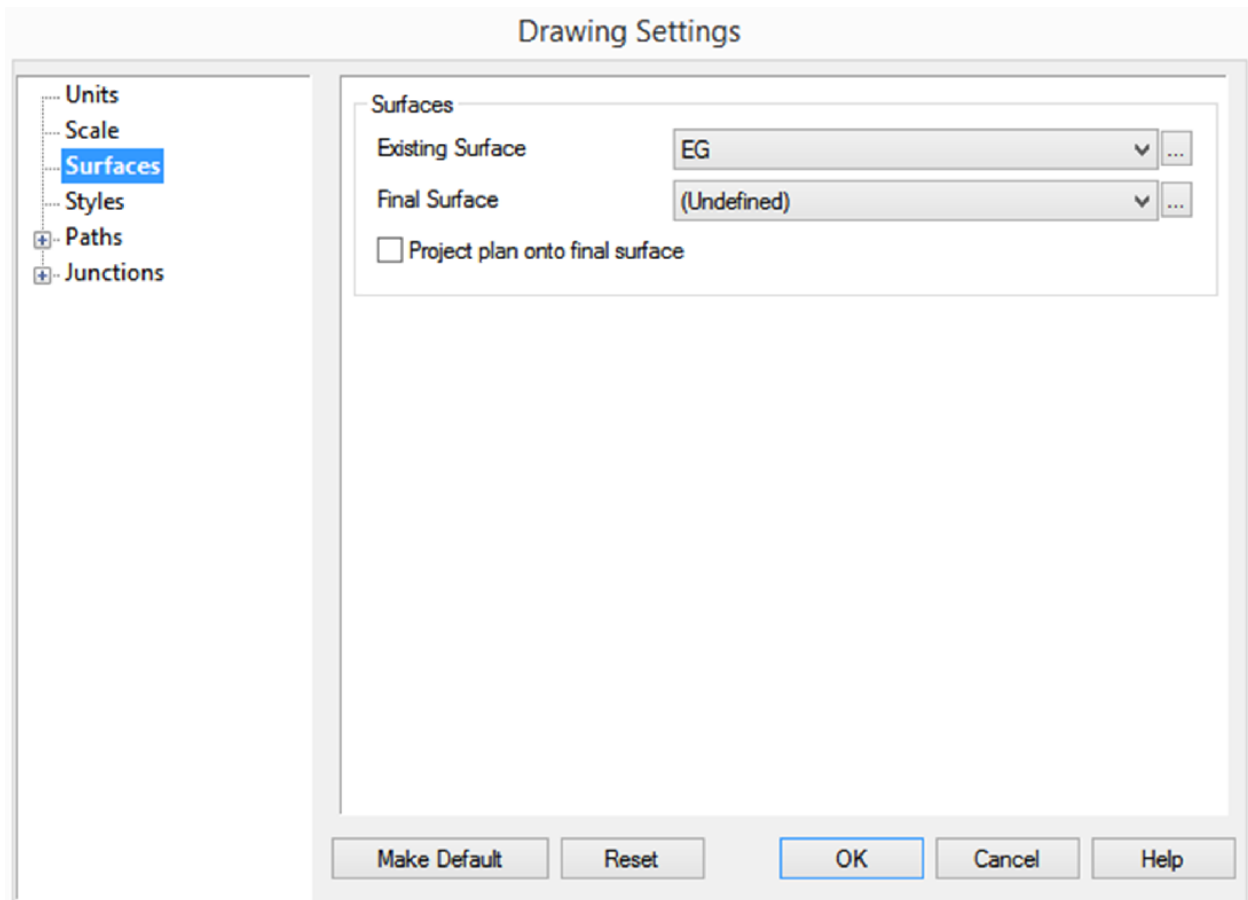 Drawing Settings
Units
Scale
Surfaces
Styles
Paths
Junctions
Surfaces
Existing Surface EG ...
Final Surface (Undefined) ...
Project plan onto final surface
Make Default Reset OK Cancel Help